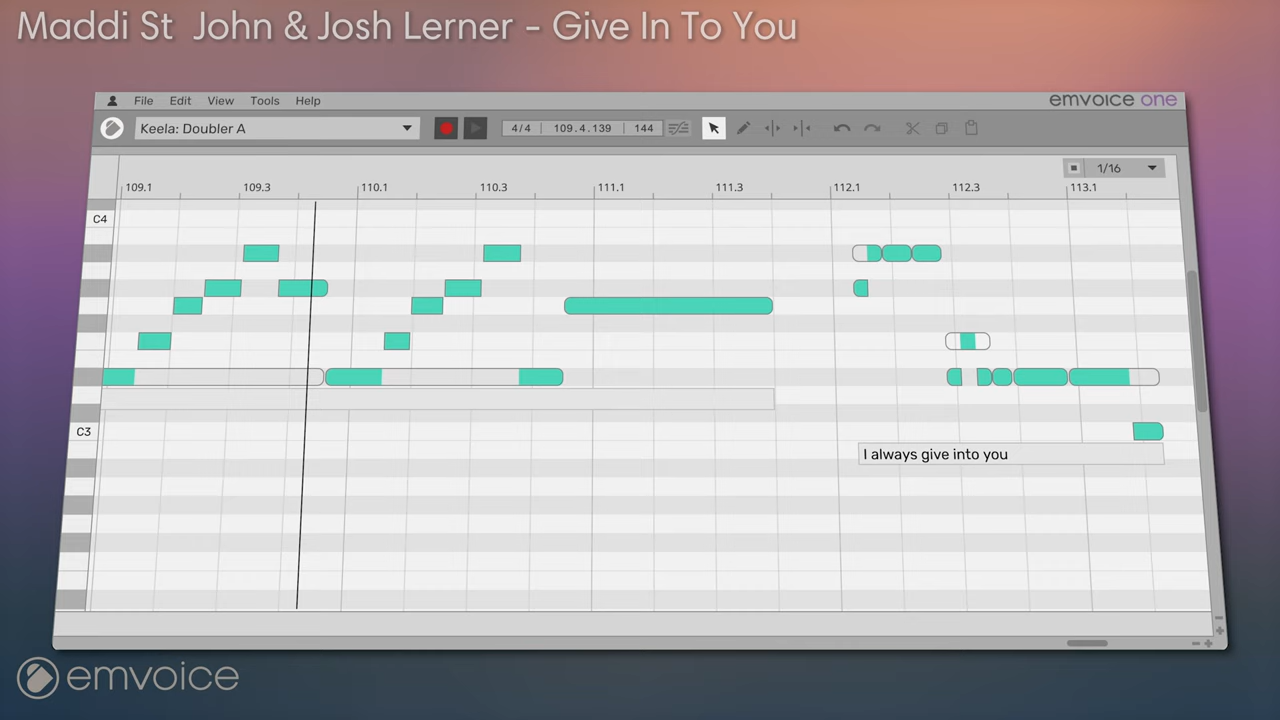 Maddi St John & Josh Lerner - Give In To You
File Edit View Tools Help
emvoice one
Keela: Doubler A
4/4 109.4.139 144
1/16
109.1 109.3 110.1 110.3 111.1 111.3 112.1 112.3 113.1
C4
C3
I always give into you
emvoice